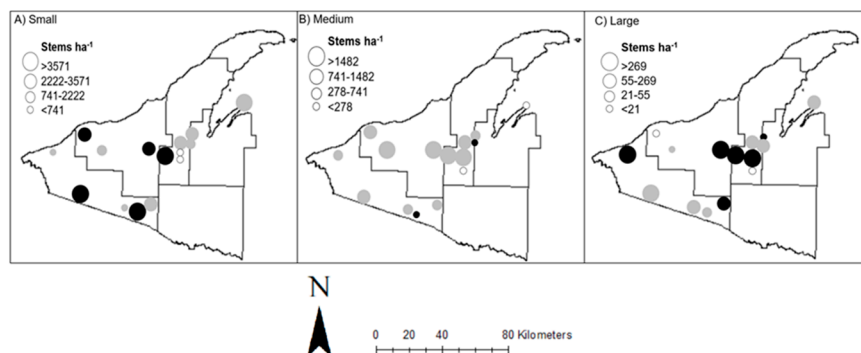 A) Small
Stems ha-1
>3571
2222-3571
741-2222
<741
B) Medium
Stems ha-1
>1482
741-1482
278-741
<278
C) Large
Stems ha-1
>269
55-269
21-55
<21
N
0 20 40 80 Kilometers